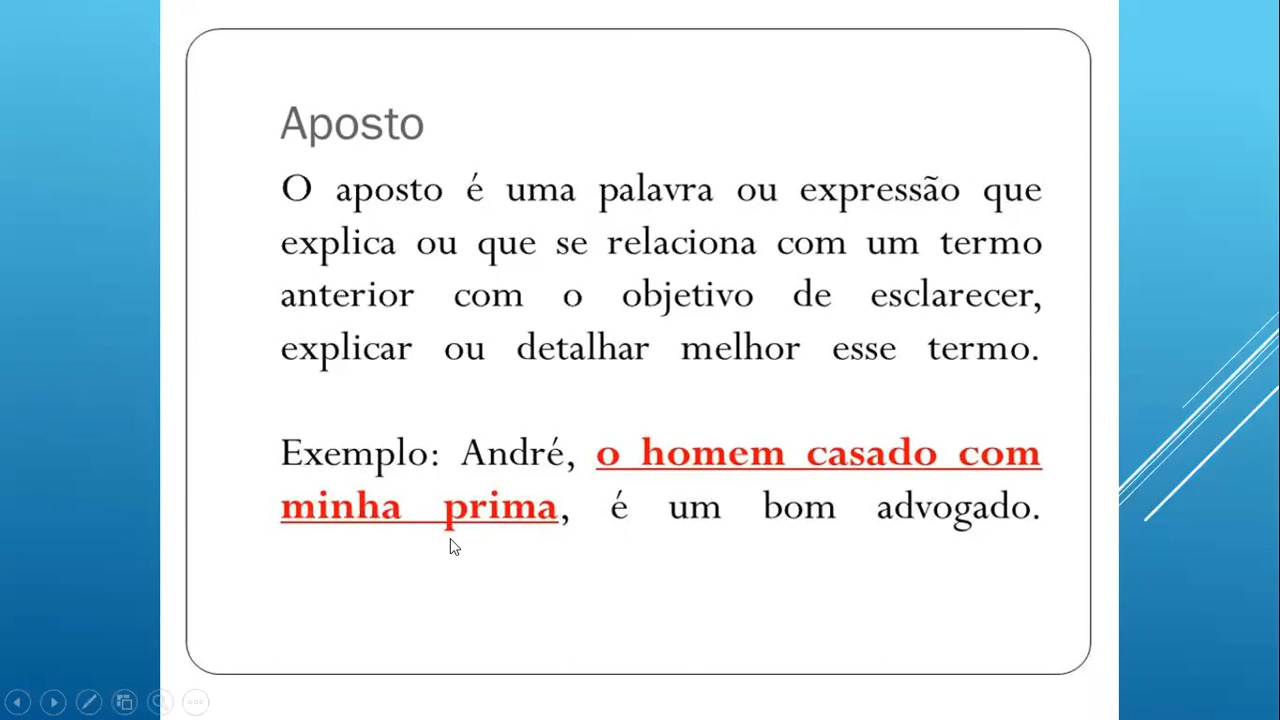 Aposto
O aposto é uma palavra ou expressão que
explica ou que se relaciona com um termo
anterior com o objetivo de esclarecer,
explicar ou detalhar melhor esse termo.
Exemplo: André, o homem casado com
minha prima, é um bom advogado.